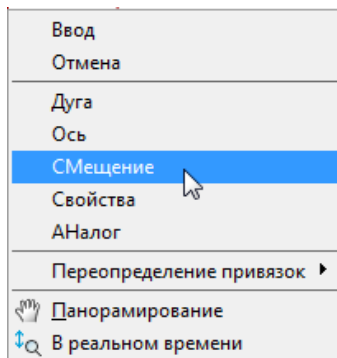 Ввод
Отмена
Дуга
Ось
СМещение
Свойства
АНалог
Переопределение привязок
Панорамирование
В реальном времени